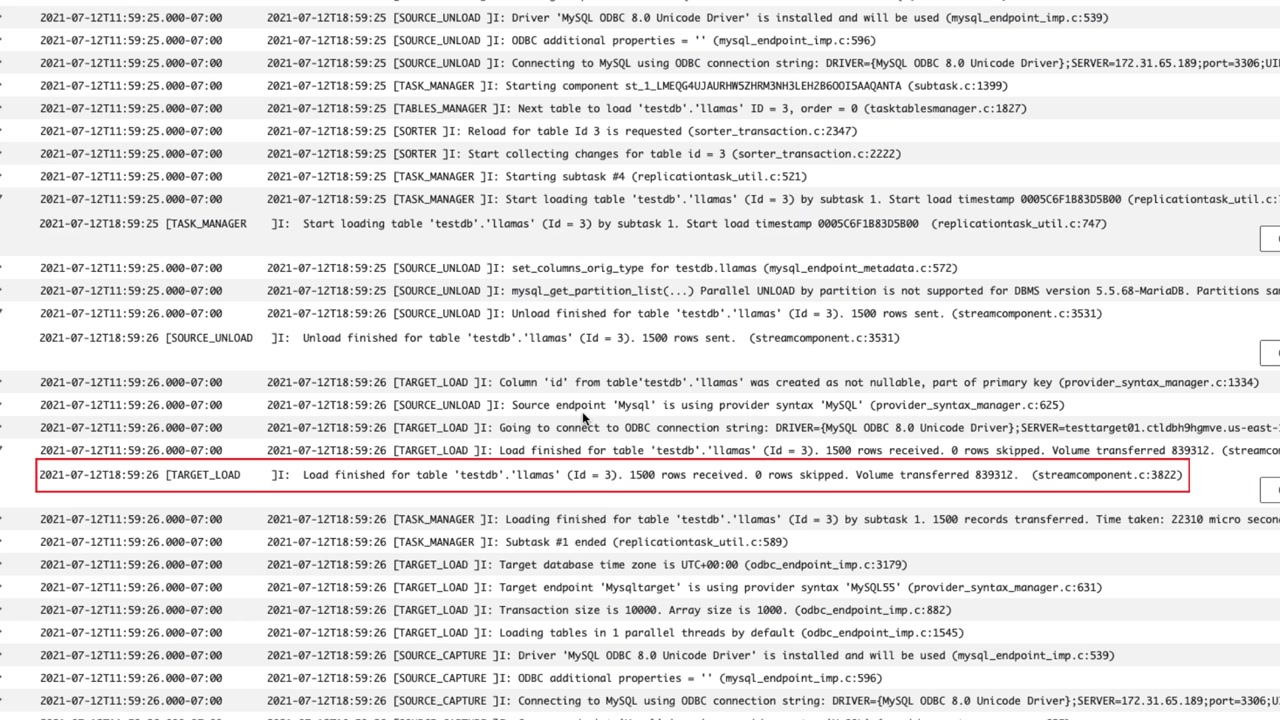 2021-07-12T11:59:25.000-07:00 2021-07-12T18:59:25 [SOURCE_UNLOAD ]I: Driver 'MySQL ODBC 8.0 Unicode Driver' is installed and will be used (mysql_endpoint_imp.c:539)
2021-07-12T11:59:25.000-07:00 2021-07-12T18:59:25 [SOURCE_UNLOAD ]I: ODBC additional properties = '' (mysql_endpoint_imp.c:596)
2021-07-12T11:59:25.000-07:00 2021-07-12T18:59:25 [SOURCE_UNLOAD ]I: Connecting to MySQL using ODBC connection string: DRIVER={MySQL ODBC 8.0 Unicode Driver};SERVER=172.31.65.189;port=3306;UI
2021-07-12T11:59:25.000-07:00 2021-07-12T18:59:25 [TASK_MANAGER ]I: Starting component st_1_LMEQG4UJAURHW5ZHRM3NH3LEH2B6OOI5AAQANTA (subtask.c:1399)
2021-07-12T11:59:25.000-07:00 2021-07-12T18:59:25 [TABLES_MANAGER ]I: Next table to load 'testdb'.'llamas' ID = 3, order = 0 (tasktablesmanager.c:1827)
2021-07-12T11:59:25.000-07:00 2021-07-12T18:59:25 [SORTER ]I: Reload for table Id 3 is requested (sorter_transaction.c:2347)
2021-07-12T11:59:25.000-07:00 2021-07-12T18:59:25 [SORTER ]I: Start collecting changes for table id = 3 (sorter_transaction.c:2222)
2021-07-12T11:59:25.000-07:00 2021-07-12T18:59:25 [TASK_MANAGER ]I: Starting subtask #4 (replicationtask_util.c:521)
2021-07-12T11:59:25.000-07:00 2021-07-12T18:59:25 [TASK_MANAGER ]I: Start loading table 'testdb'.'llamas' (Id = 3) by subtask 1. Start load timestamp 0005C6F1B83D5B00 (replicationtask_util.c:7
2021-07-12T18:59:25 [TASK_MANAGER ]I: Start loading table 'testdb'.'llamas' (Id = 3) by subtask 1. Start load timestamp 0005C6F1B83D5B00 (replicationtask_util.c:747)
2021-07-12T11:59:25.000-07:00 2021-07-12T18:59:25 [SOURCE_UNLOAD ]I: set_columns_orig_type for testdb.llamas (mysql_endpoint_metadata.c:572)
2021-07-12T11:59:25.000-07:00 2021-07-12T18:59:25 [SOURCE_UNLOAD ]I: mysql_get_partition_list(...) Parallel UNLOAD by partition is not supported for DBMS version 5.5.68-MariaDB. Partitions sa
2021-07-12T11:59:26.000-07:00 2021-07-12T18:59:26 [SOURCE_UNLOAD ]I: Unload finished for table 'testdb'.'llamas' (Id = 3). 1500 rows sent. (streamcomponent.c:3531)
2021-07-12T18:59:26 [SOURCE_UNLOAD ]I: Unload finished for table 'testdb'.'llamas' (Id = 3). 1500 rows sent. (streamcomponent.c:3531)
2021-07-12T11:59:26.000-07:00 2021-07-12T18:59:26 [TARGET_LOAD ]I: Column 'id' from table'testdb'.'llamas' was created as not nullable, part of primary key (provider_syntax_manager.c:1334)
2021-07-12T11:59:26.000-07:00 2021-07-12T18:59:26 [SOURCE_UNLOAD ]I: Source endpoint 'Mysql' is using provider syntax 'MySQL' (provider_syntax_manager.c:625)
2021-07-12T11:59:26.000-07:00 2021-07-12T18:59:26 [TARGET_LOAD ]I: Going to connect to ODBC connection string: DRIVER={MySQL ODBC 8.0 Unicode Driver};SERVER=testtarget01.ctldbh9hgmve.us-east-
2021-07-12T11:59:26.000-07:00 2021-07-12T18:59:26 [TARGET_LOAD ]I: Load finished for table 'testdb'.'llamas' (Id = 3). 1500 rows received. 0 rows skipped. Volume transferred 839312. (streamco
2021-07-12T18:59:26 [TARGET_LOAD ]I: Load finished for table 'testdb'.'llamas' (Id = 3). 1500 rows received. 0 rows skipped. Volume transferred 839312. (streamcomponent.c:3822)
2021-07-12T11:59:26.000-07:00 2021-07-12T18:59:26 [TASK_MANAGER ]I: Loading finished for table 'testdb'.'llamas' (Id = 3) by subtask 1. 1500 records transferred. Time taken: 22310 micro secon
2021-07-12T11:59:26.000-07:00 2021-07-12T18:59:26 [TASK_MANAGER ]I: Subtask #1 ended (replicationtask_util.c:589)
2021-07-12T11:59:26.000-07:00 2021-07-12T18:59:26 [TARGET_LOAD ]I: Target database time zone is UTC+00:00 (odbc_endpoint_imp.c:3179)
2021-07-12T11:59:26.000-07:00 2021-07-12T18:59:26 [TARGET_LOAD ]I: Target endpoint 'Mysqltarget' is using provider syntax 'MySQL55' (provider_syntax_manager.c:631)
2021-07-12T11:59:26.000-07:00 2021-07-12T18:59:26 [TARGET_LOAD ]I: Transaction size is 10000. Array size is 1000. (odbc_endpoint_imp.c:882)
2021-07-12T11:59:26.000-07:00 2021-07-12T18:59:26 [TARGET_LOAD ]I: Loading tables in 1 parallel threads by default (odbc_endpoint_imp.c:1545)
2021-07-12T11:59:26.000-07:00 2021-07-12T18:59:26 [SOURCE_CAPTURE ]I: Driver 'MySQL ODBC 8.0 Unicode Driver' is installed and will be used (mysql_endpoint_imp.c:539)
2021-07-12T11:59:26.000-07:00 2021-07-12T18:59:26 [SOURCE_CAPTURE ]I: ODBC additional properties = '' (mysql_endpoint_imp.c:596)
2021-07-12T11:59:26.000-07:00 2021-07-12T18:59:26 [SOURCE_CAPTURE ]I: Connecting to MySQL using ODBC connection string: DRIVER={MySQL ODBC 8.0 Unicode Driver};SERVER=172.31.65.189;port=3306;U